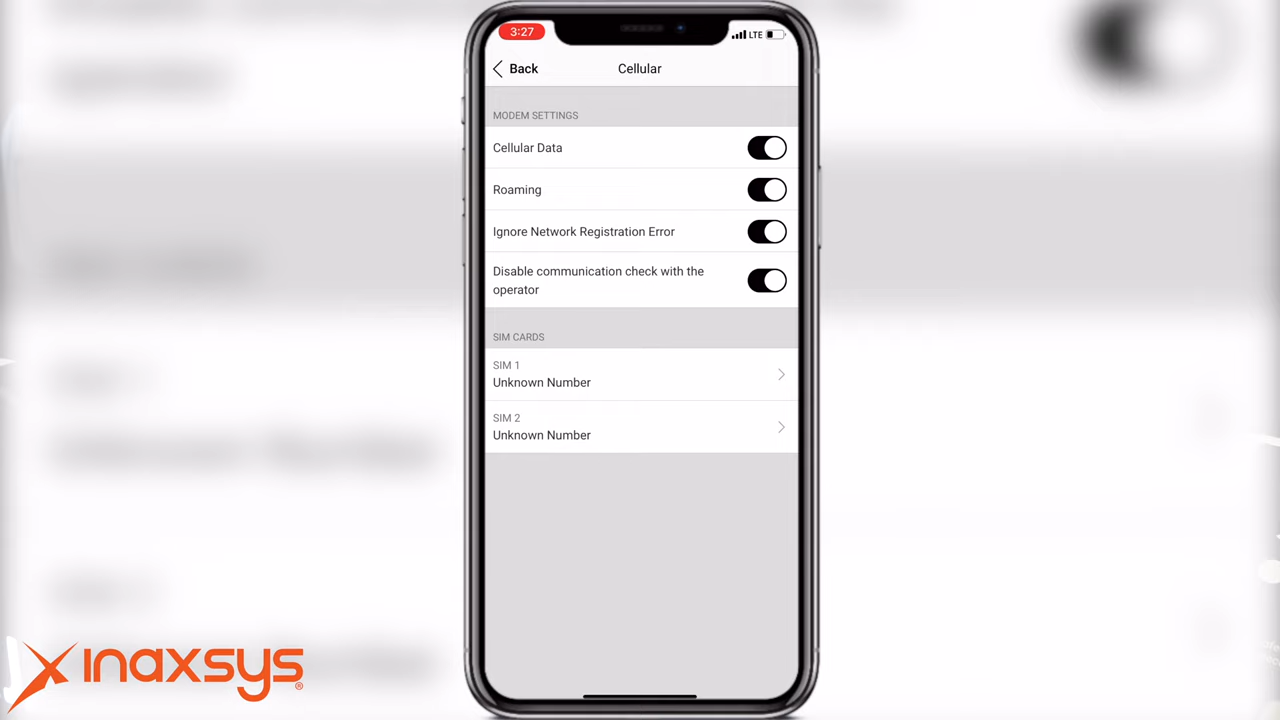 3:27
LTE
Back
Cellular
MODEM SETTINGS
Cellular Data
Roaming
Ignore Network Registration Error
Disable communication check with the
operator
SIM CARDS
SIM 1
Unknown Number
SIM 2
Unknown Number
inaxsys®